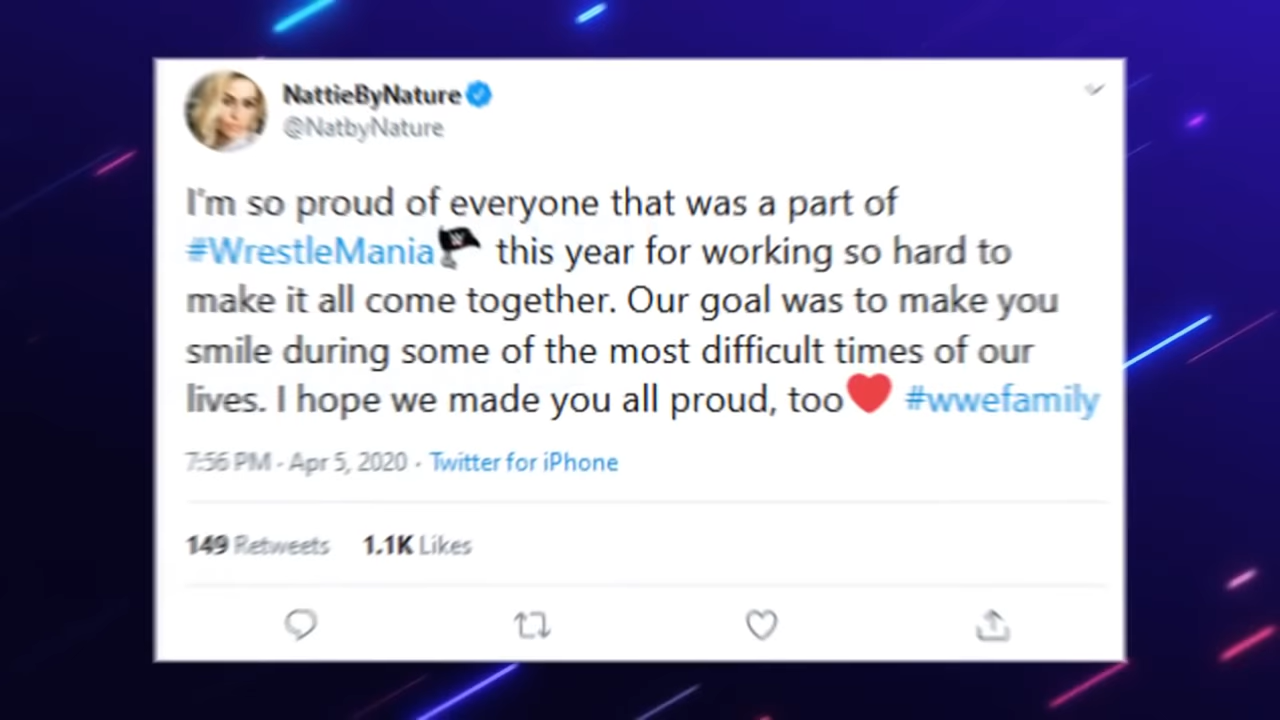 NattieByNature
@NatbyNature
I'm so proud of everyone that was a part of
#WrestleMania this year for working so hard to
make it all come together. Our goal was to make you
smile during some of the most difficult times of our
lives. I hope we made you all proud, too❤ #wwefamily
7:56 PM · Apr 5, 2020 · Twitter for iPhone
149 Retweets 1.1K Likes